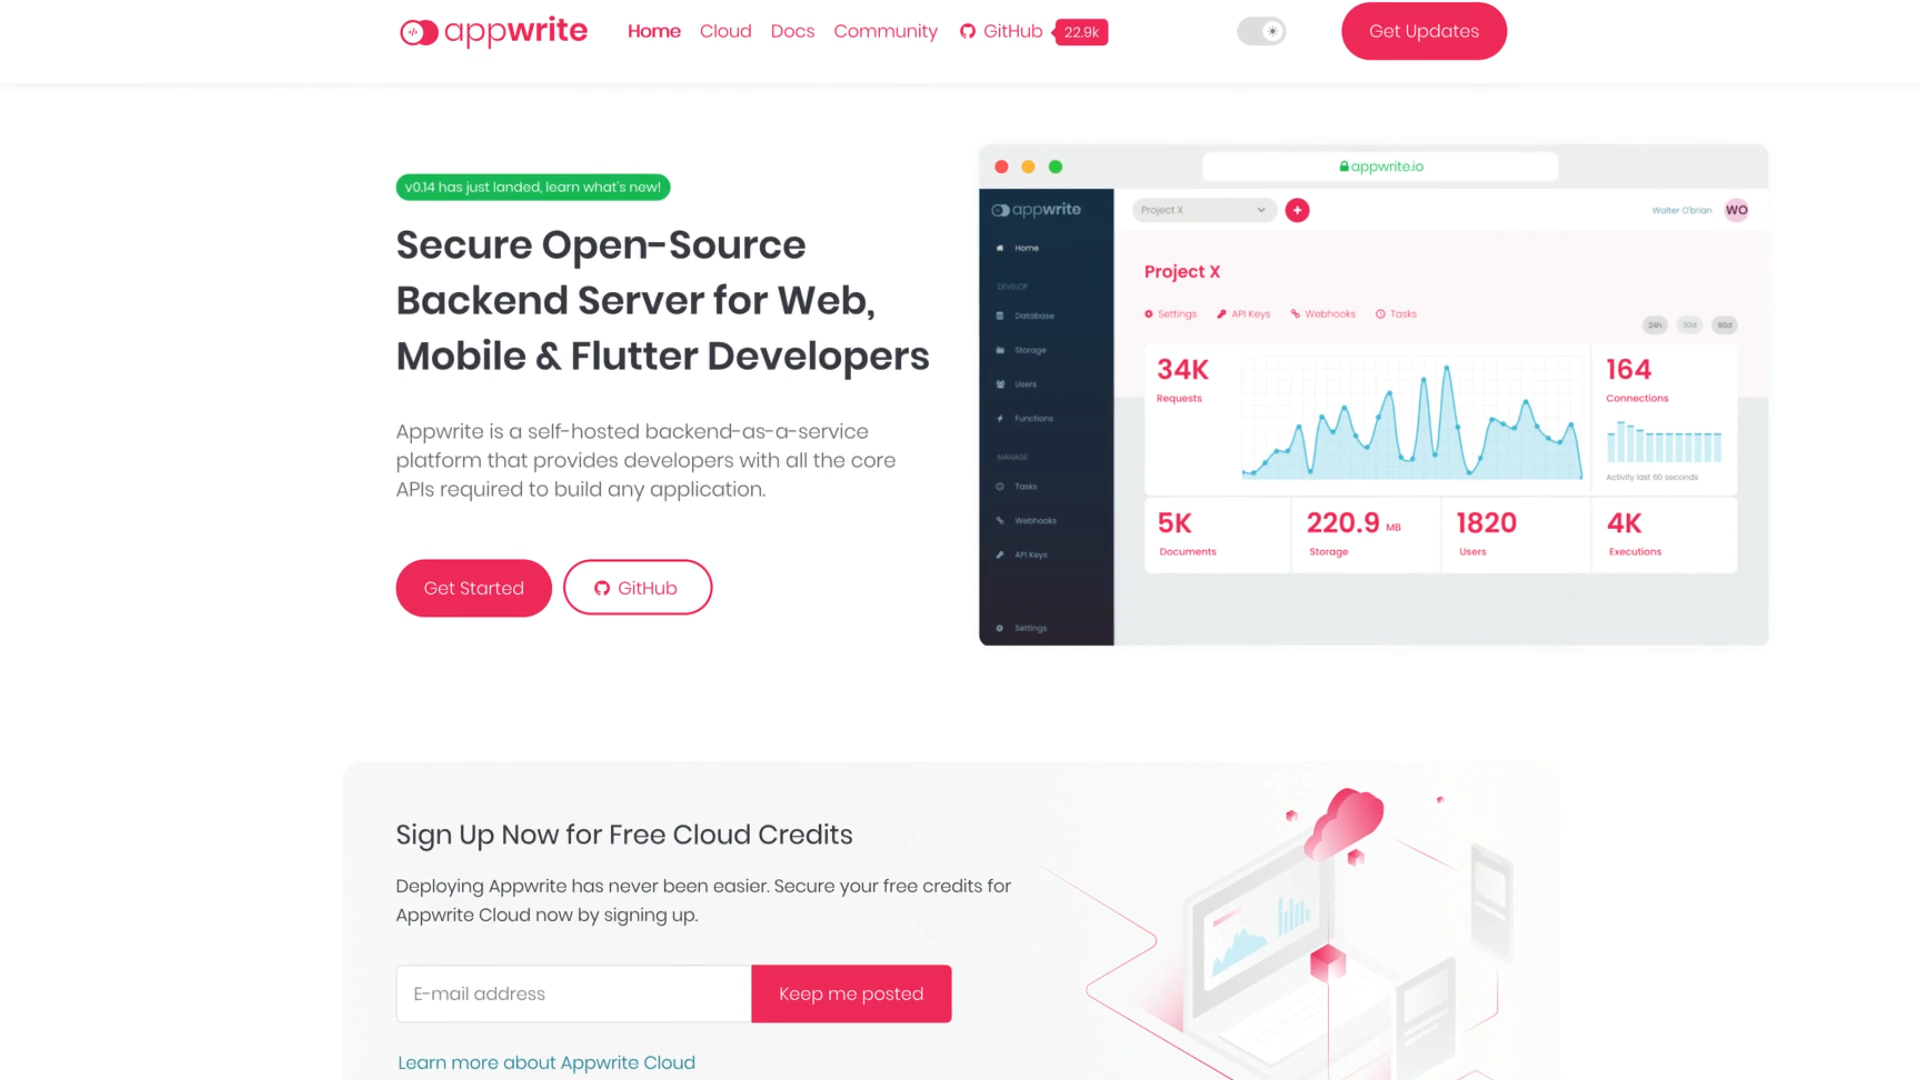 appwrite
Home Cloud Docs Community GitHub 22.9k
Get Updates
v0.14 has just landed, learn what's new!
Secure Open-Source
Backend Server for Web,
Mobile & Flutter Developers
Appwrite is a self-hosted backend-as-a-service
platform that provides developers with all the core
APIs required to build any application.
Get Started
GitHub
appwrite.io
appwrite
Home
DEVELOP
Database
Storage
Users
Functions
MANAGE
Tasks
Webhooks
API Keys
Settings
Project X
Walter O'brian WO
Project X
Settings API Keys Webhooks Tasks
24h 30d 90d
34K
Requests
164
Connections
Activity last 60 seconds
5K
Documents
220.9 MB
Storage
1820
Users
4K
Executions
Sign Up Now for Free Cloud Credits
Deploying Appwrite has never been easier. Secure your free credits for
Appwrite Cloud now by signing up.
E-mail address
Keep me posted
Learn more about Appwrite Cloud